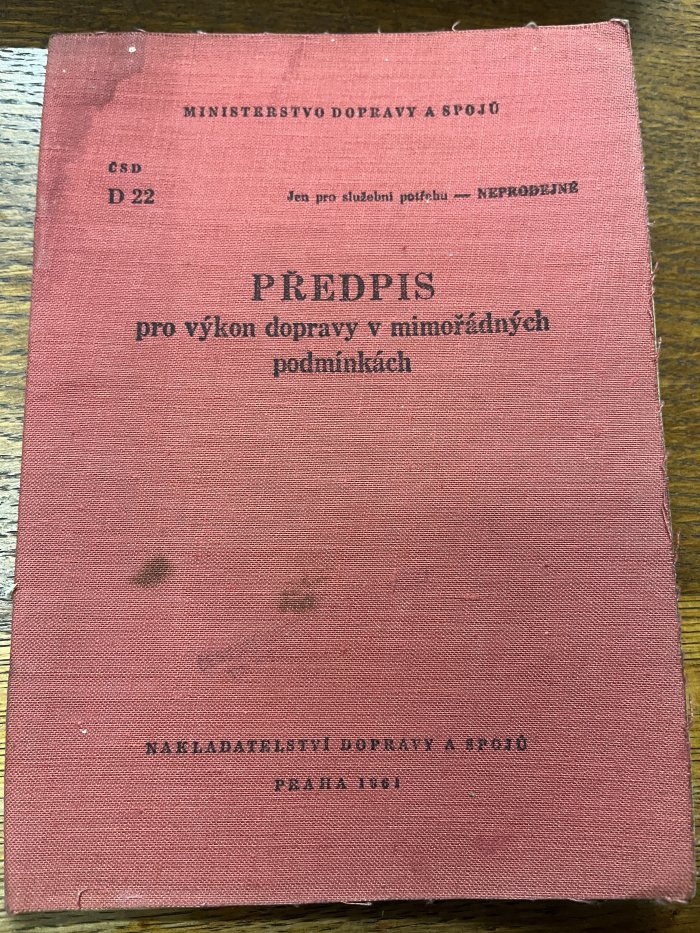 MINISTERSTVO DOPRAVY A SPOJŮ
ČSD
D 22
Jen pro služební potřebu — NEPRODEJNÉ
PŘEDPIS
pro výkon dopravy v mimořádných
podmínkách
NAKLADATELSTVÍ DOPRAVY A SPOJŮ
PRAHA 1961